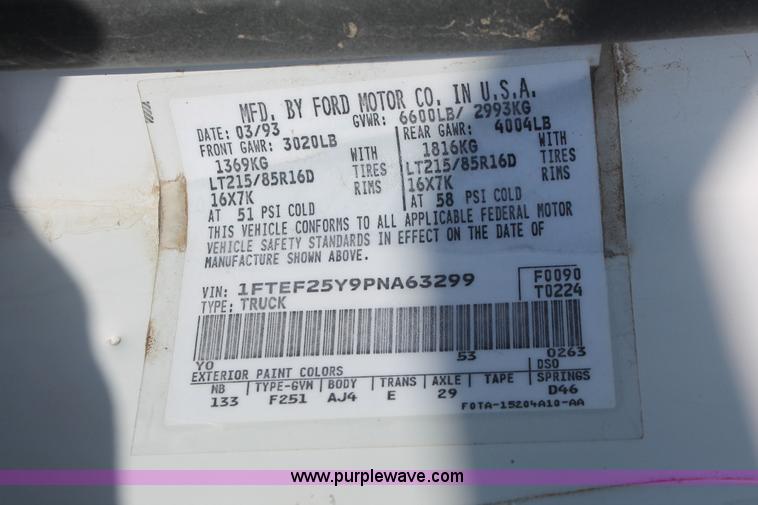 MFD. BY FORD MOTOR CO. IN U.S.A.
DATE: 03/93 GVWR: 6600LB/ 2993KG
FRONT GAWR: 3020LB REAR GAWR: 4004LB
1369KG WITH 1816KG WITH
LT215/85R16D TIRES LT215/85R16D TIRES
16X7K RIMS 16X7K RIMS
AT 51 PSI COLD AT 58 PSI COLD
THIS VEHICLE CONFORMS TO ALL APPLICABLE FEDERAL MOTOR
VEHICLE SAFETY STANDARDS IN EFFECT ON THE DATE OF
MANUFACTURE SHOWN ABOVE.
VIN: 1FTEF25Y9PNA63299 F0090
TYPE: TRUCK T0224
YO 53 0263
EXTERIOR PAINT COLORS DSO
NB TYPE-GVN BODY TRANS AXLE TAPE SPRINGS
133 F251 AJ4 E 29 D46
F0TA-15204A10-AA
www.purplewave.com